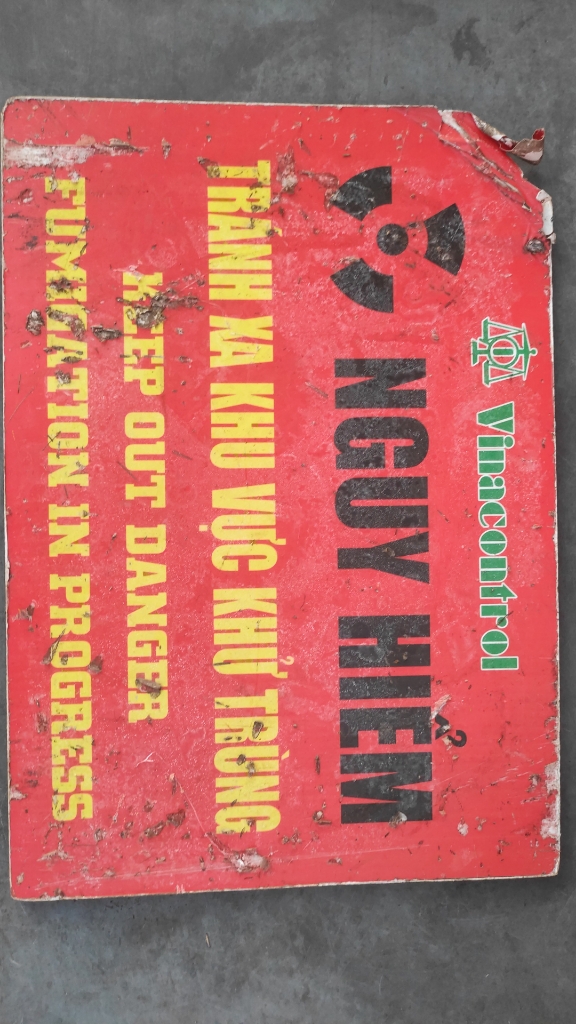 Vinacontrol
NGUY HIỂM
TRÁNH XA KHU VỰC KHỬ TRÙNG
KEEP OUT DANGER
FUMIGATION IN PROGRESS